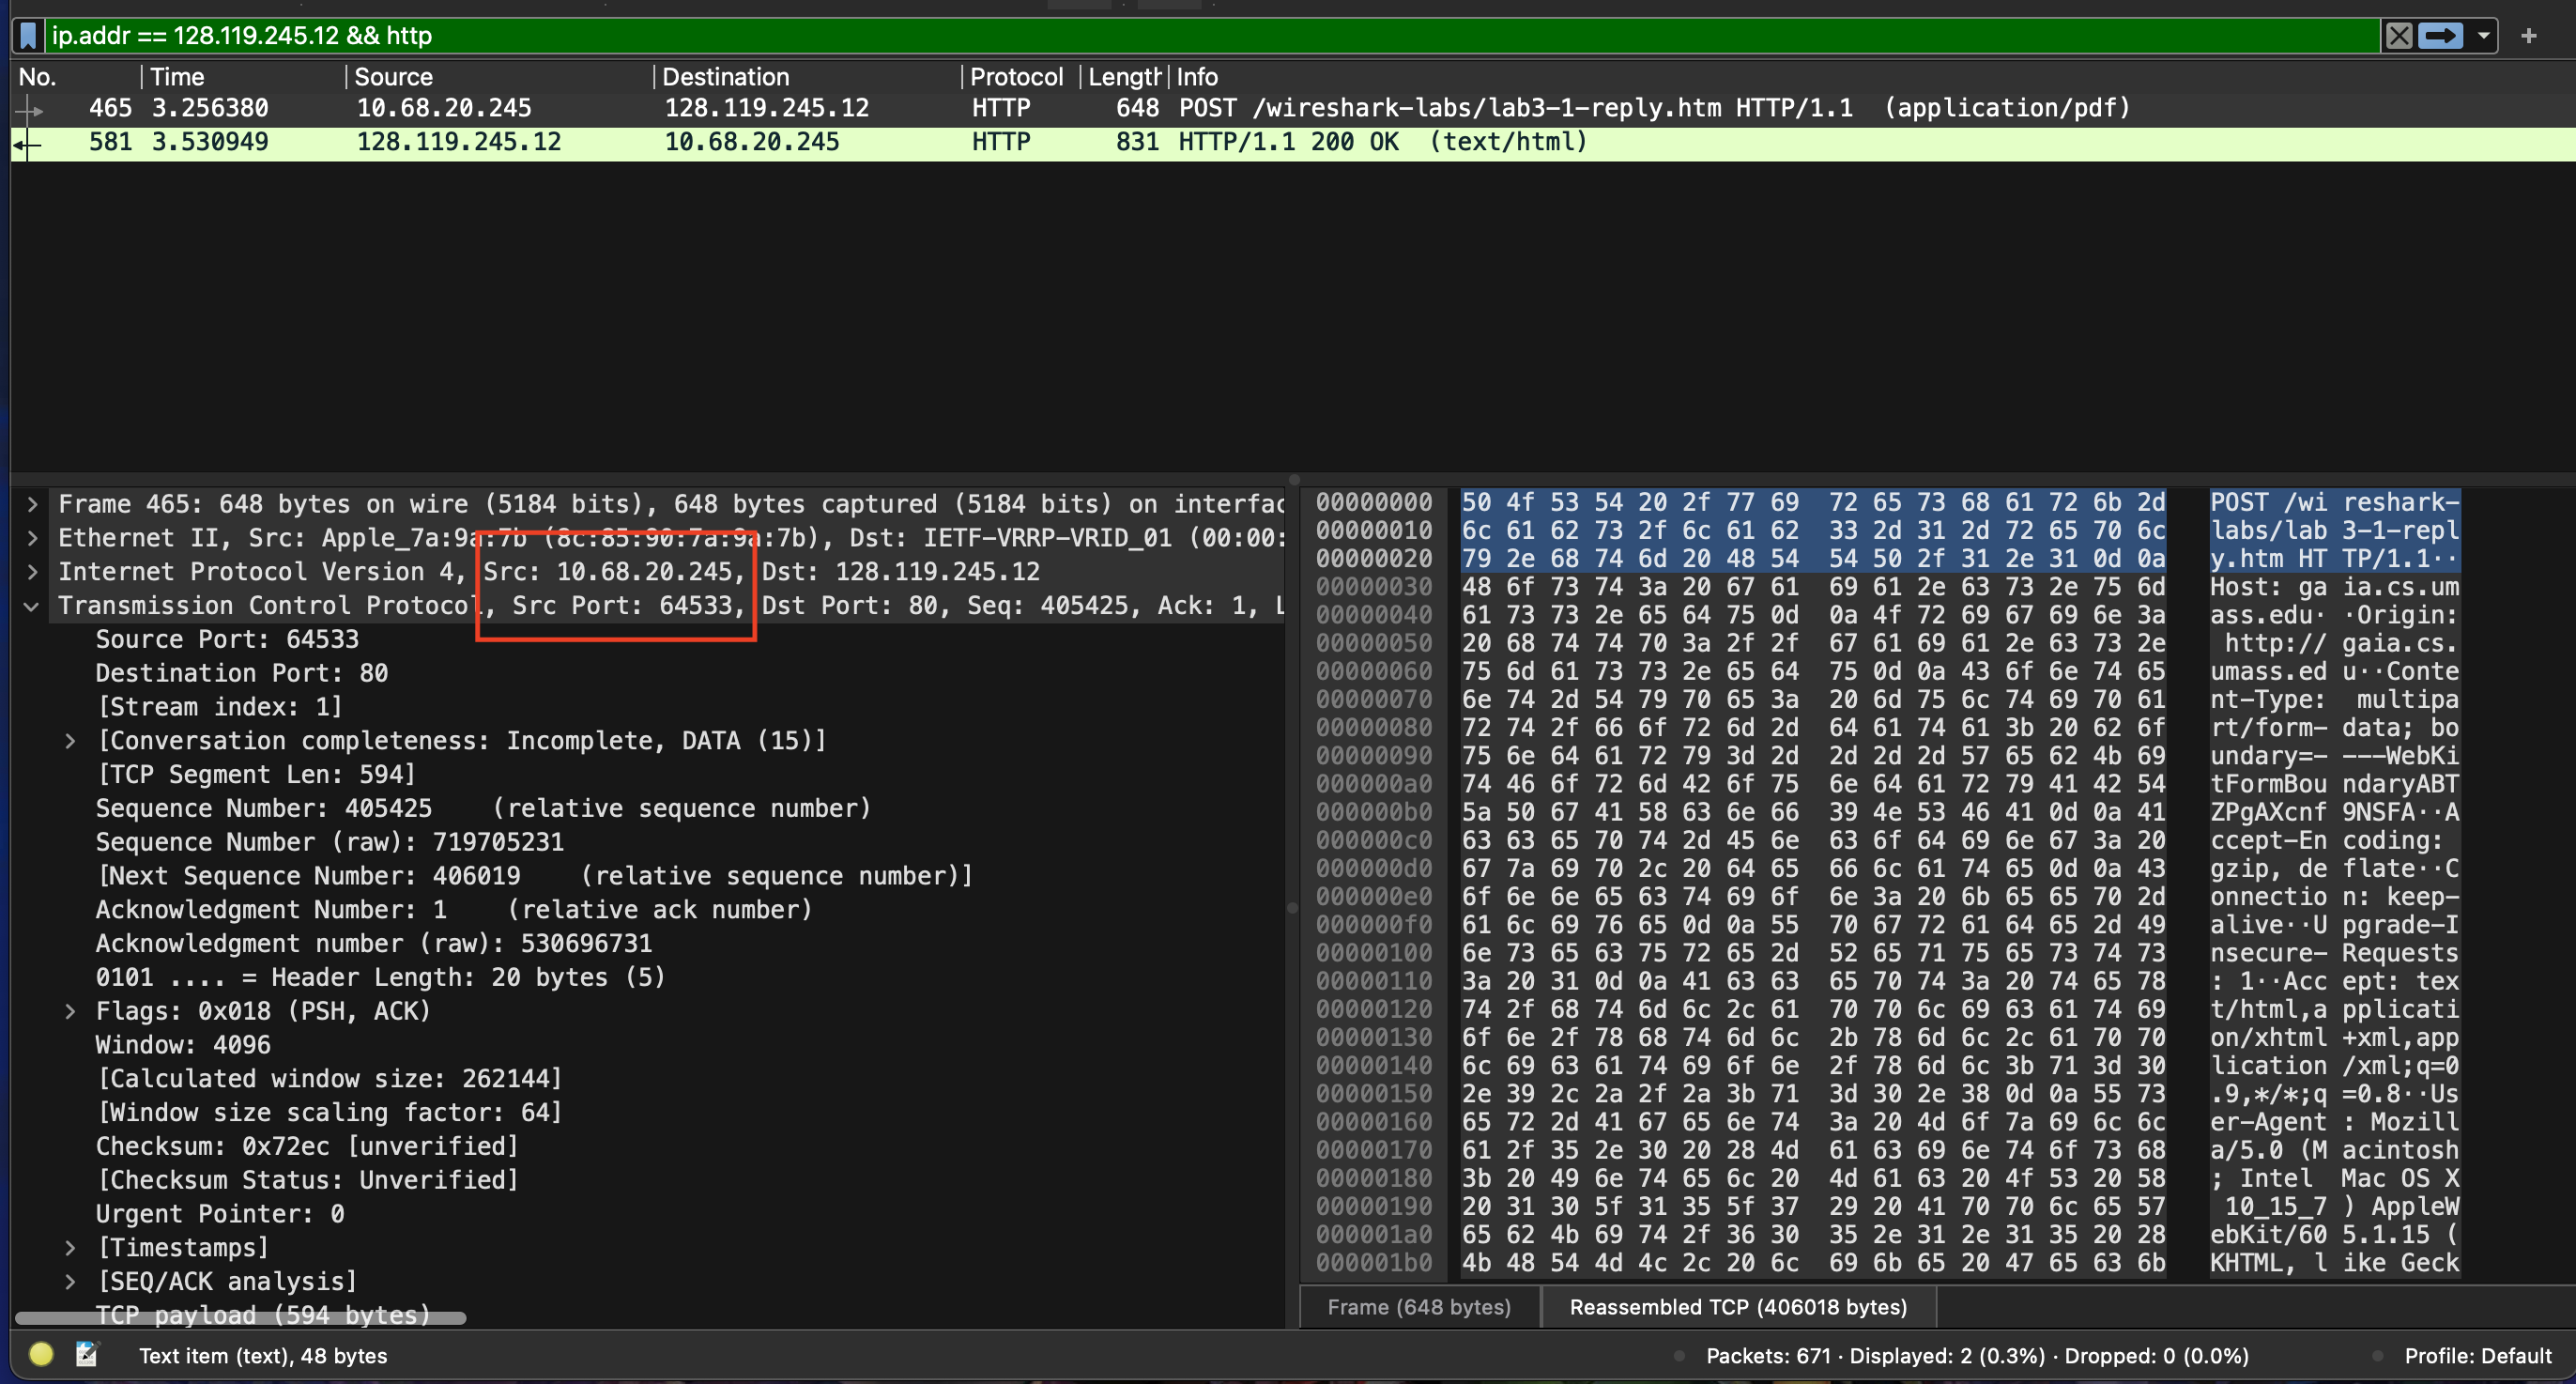 ip.addr == 128.119.245.12 && http
No. Time Source Destination Protocol Length Info
465 3.256380 10.68.20.245 128.119.245.12 HTTP 648 POST /wireshark-labs/lab3-1-reply.htm HTTP/1.1 (application/pdf)
581 3.530949 128.119.245.12 10.68.20.245 HTTP 831 HTTP/1.1 200 OK (text/html)
Frame 465: 648 bytes on wire (5184 bits), 648 bytes captured (5184 bits) on interfac
Ethernet II, Src: Apple_7a:9a:7b (8c:85:90:7a:9a:7b), Dst: IETF-VRRP-VRID_01 (00:00:
Internet Protocol Version 4, Src: 10.68.20.245, Dst: 128.119.245.12
Transmission Control Protocol, Src Port: 64533, Dst Port: 80, Seq: 405425, Ack: 1, L
Source Port: 64533
Destination Port: 80
[Stream index: 1]
[Conversation completeness: Incomplete, DATA (15)]
[TCP Segment Len: 594]
Sequence Number: 405425 (relative sequence number)
Sequence Number (raw): 719705231
[Next Sequence Number: 406019 (relative sequence number)]
Acknowledgment Number: 1 (relative ack number)
Acknowledgment number (raw): 530696731
0101 .... = Header Length: 20 bytes (5)
Flags: 0x018 (PSH, ACK)
Window: 4096
[Calculated window size: 262144]
[Window size scaling factor: 64]
Checksum: 0x72ec [unverified]
[Checksum Status: Unverified]
Urgent Pointer: 0
[Timestamps]
[SEQ/ACK analysis]
TCP payload (594 bytes)
00000000 50 4f 53 54 20 2f 77 69 72 65 73 68 61 72 6b 2d POST /wi reshark-
00000010 6c 61 62 73 2f 6c 61 62 33 2d 31 2d 72 65 70 6c labs/lab 3-1-repl
00000020 79 2e 68 74 6d 20 48 54 54 50 2f 31 2e 31 0d 0a y.htm HT TP/1.1··
00000030 48 6f 73 74 3a 20 67 61 69 61 2e 63 73 2e 75 6d Host: ga ia.cs.um
00000040 61 73 73 2e 65 64 75 0d 0a 4f 72 69 67 69 6e 3a ass.edu· ·Origin:
00000050 20 68 74 74 70 3a 2f 2f 67 61 69 61 2e 63 73 2e http:// gaia.cs.
00000060 75 6d 61 73 73 2e 65 64 75 0d 0a 43 6f 6e 74 65 umass.ed u··Conte
00000070 6e 74 2d 54 79 70 65 3a 20 6d 75 6c 74 69 70 61 nt-Type: multipa
00000080 72 74 2f 66 6f 72 6d 2d 64 61 74 61 3b 20 62 6f rt/form- data; bo
00000090 75 6e 64 61 72 79 3d 2d 2d 2d 2d 57 65 62 4b 69 undary=- ---WebKi
000000a0 74 46 6f 72 6d 42 6f 75 6e 64 61 72 79 41 42 54 tFormBou ndaryABT
000000b0 5a 50 67 41 58 63 6e 66 39 4e 53 46 41 0d 0a 41 ZPgAXcnf 9NSFA··A
000000c0 63 63 65 70 74 2d 45 6e 63 6f 64 69 6e 67 3a 20 ccept-En coding:
000000d0 67 7a 69 70 2c 20 64 65 66 6c 61 74 65 0d 0a 43 gzip, de flate··C
000000e0 6f 6e 6e 65 63 74 69 6f 6e 3a 20 6b 65 65 70 2d onnectio n: keep-
000000f0 61 6c 69 76 65 0d 0a 55 70 67 72 61 64 65 2d 49 alive··U pgrade-I
00000100 6e 73 65 63 75 72 65 2d 52 65 71 75 65 73 74 73 nsecure- Requests
00000110 3a 20 31 0d 0a 41 63 63 65 70 74 3a 20 74 65 78 : 1··Acc ept: tex
00000120 74 2f 68 74 6d 6c 2c 61 70 70 6c 69 63 61 74 69 t/html,a pplicati
00000130 6f 6e 2f 78 68 74 6d 6c 2b 78 6d 6c 2c 61 70 70 on/xhtml +xml,app
00000140 6c 69 63 61 74 69 6f 6e 2f 78 6d 6c 3b 71 3d 30 lication /xml;q=0
00000150 2e 39 2c 2a 2f 2a 3b 71 3d 30 2e 38 0d 0a 55 73 .9,*/*;q =0.8··Us
00000160 65 72 2d 41 67 65 6e 74 3a 20 4d 6f 7a 69 6c 6c er-Agent : Mozill
00000170 61 2f 35 2e 30 20 28 4d 61 63 69 6e 74 6f 73 68 a/5.0 (M acintosh
00000180 3b 20 49 6e 74 65 6c 20 4d 61 63 20 4f 53 20 58 ; Intel Mac OS X
00000190 20 31 30 5f 31 35 5f 37 29 20 41 70 70 6c 65 57 10_15_7 ) AppleW
000001a0 65 62 4b 69 74 2f 36 30 35 2e 31 2e 31 35 20 28 ebKit/60 5.1.15 (
000001b0 4b 48 54 4d 4c 2c 20 6c 69 6b 65 20 47 65 63 6b KHTML, l ike Geck
Frame (648 bytes) Reassembled TCP (406018 bytes)
Text item (text), 48 bytes Packets: 671 · Displayed: 2 (0.3%) · Dropped: 0 (0.0%) Profile: Default